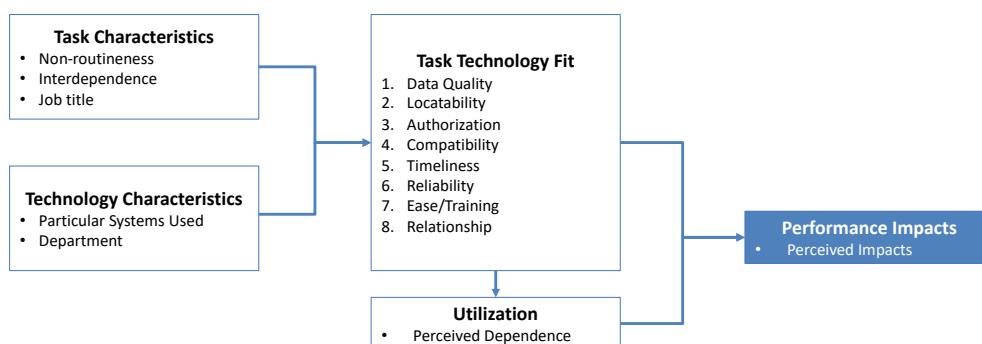 Task Characteristics
• Non-routineness
• Interdependence
• Job title
Technology Characteristics
• Particular Systems Used
• Department
Task Technology Fit
1. Data Quality
2. Locatability
3. Authorization
4. Compatibility
5. Timeliness
6. Reliability
7. Ease/Training
8. Relationship
Utilization
• Perceived Dependence
Performance Impacts
• Perceived Impacts